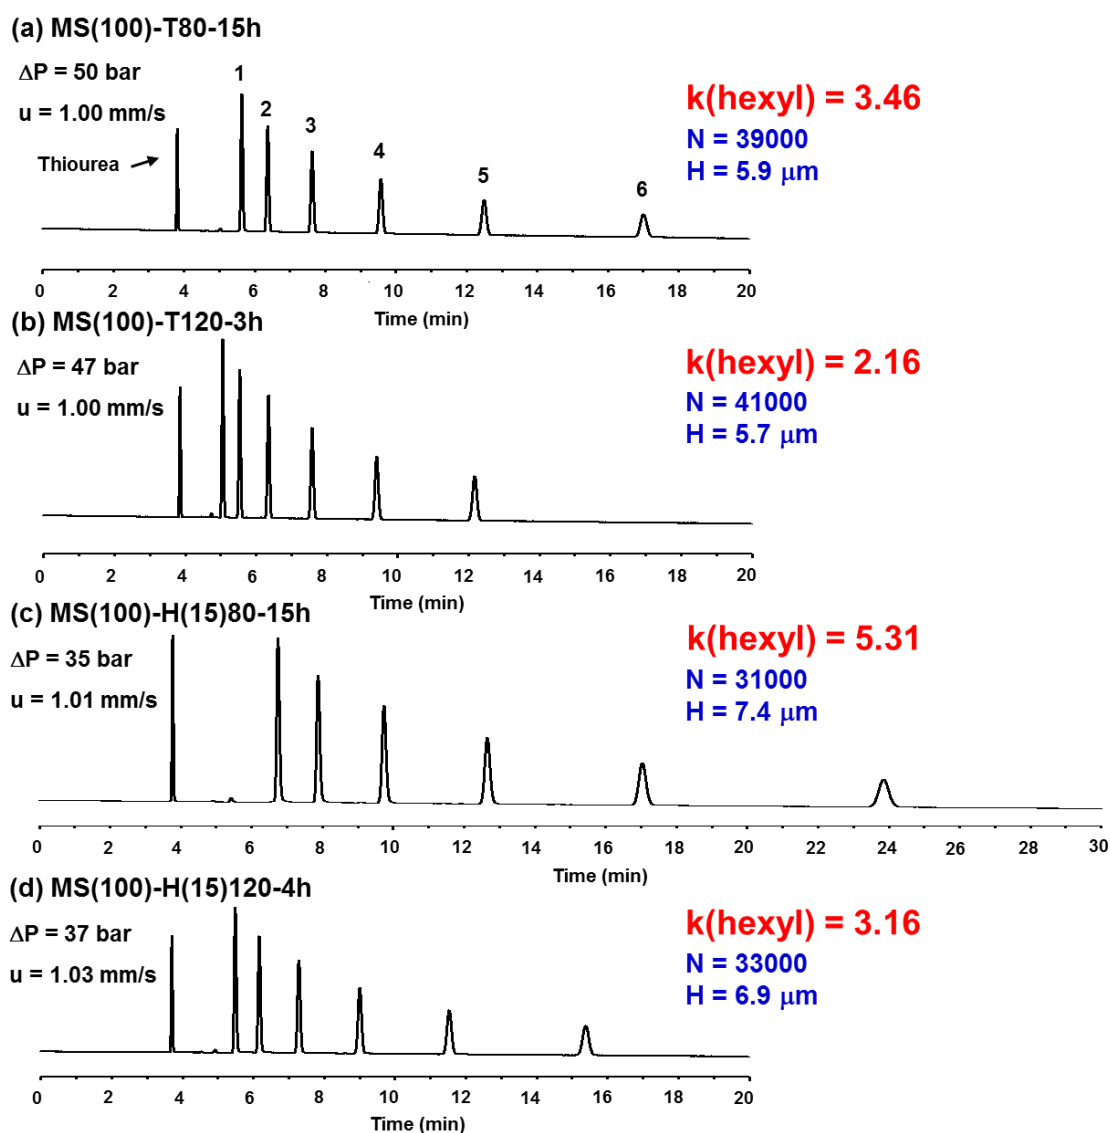 (a) MS(100)-T80-15h
ΔP = 50 bar
u = 1.00 mm/s
Thiourea
1
2
3
4
5
6
k(hexyl) = 3.46
N = 39000
H = 5.9 μm
0 2 4 6 8 10 12 14 16 18 20
Time (min)
(b) MS(100)-T120-3h
ΔP = 47 bar
u = 1.00 mm/s
k(hexyl) = 2.16
N = 41000
H = 5.7 μm
0 2 4 6 8 10 12 14 16 18 20
Time (min)
(c) MS(100)-H(15)80-15h
ΔP = 35 bar
u = 1.01 mm/s
k(hexyl) = 5.31
N = 31000
H = 7.4 μm
0 2 4 6 8 10 12 14 16 18 20 22 24 26 28 30
Time (min)
(d) MS(100)-H(15)120-4h
ΔP = 37 bar
u = 1.03 mm/s
k(hexyl) = 3.16
N = 33000
H = 6.9 μm
0 2 4 6 8 10 12 14 16 18 20
Time (min)